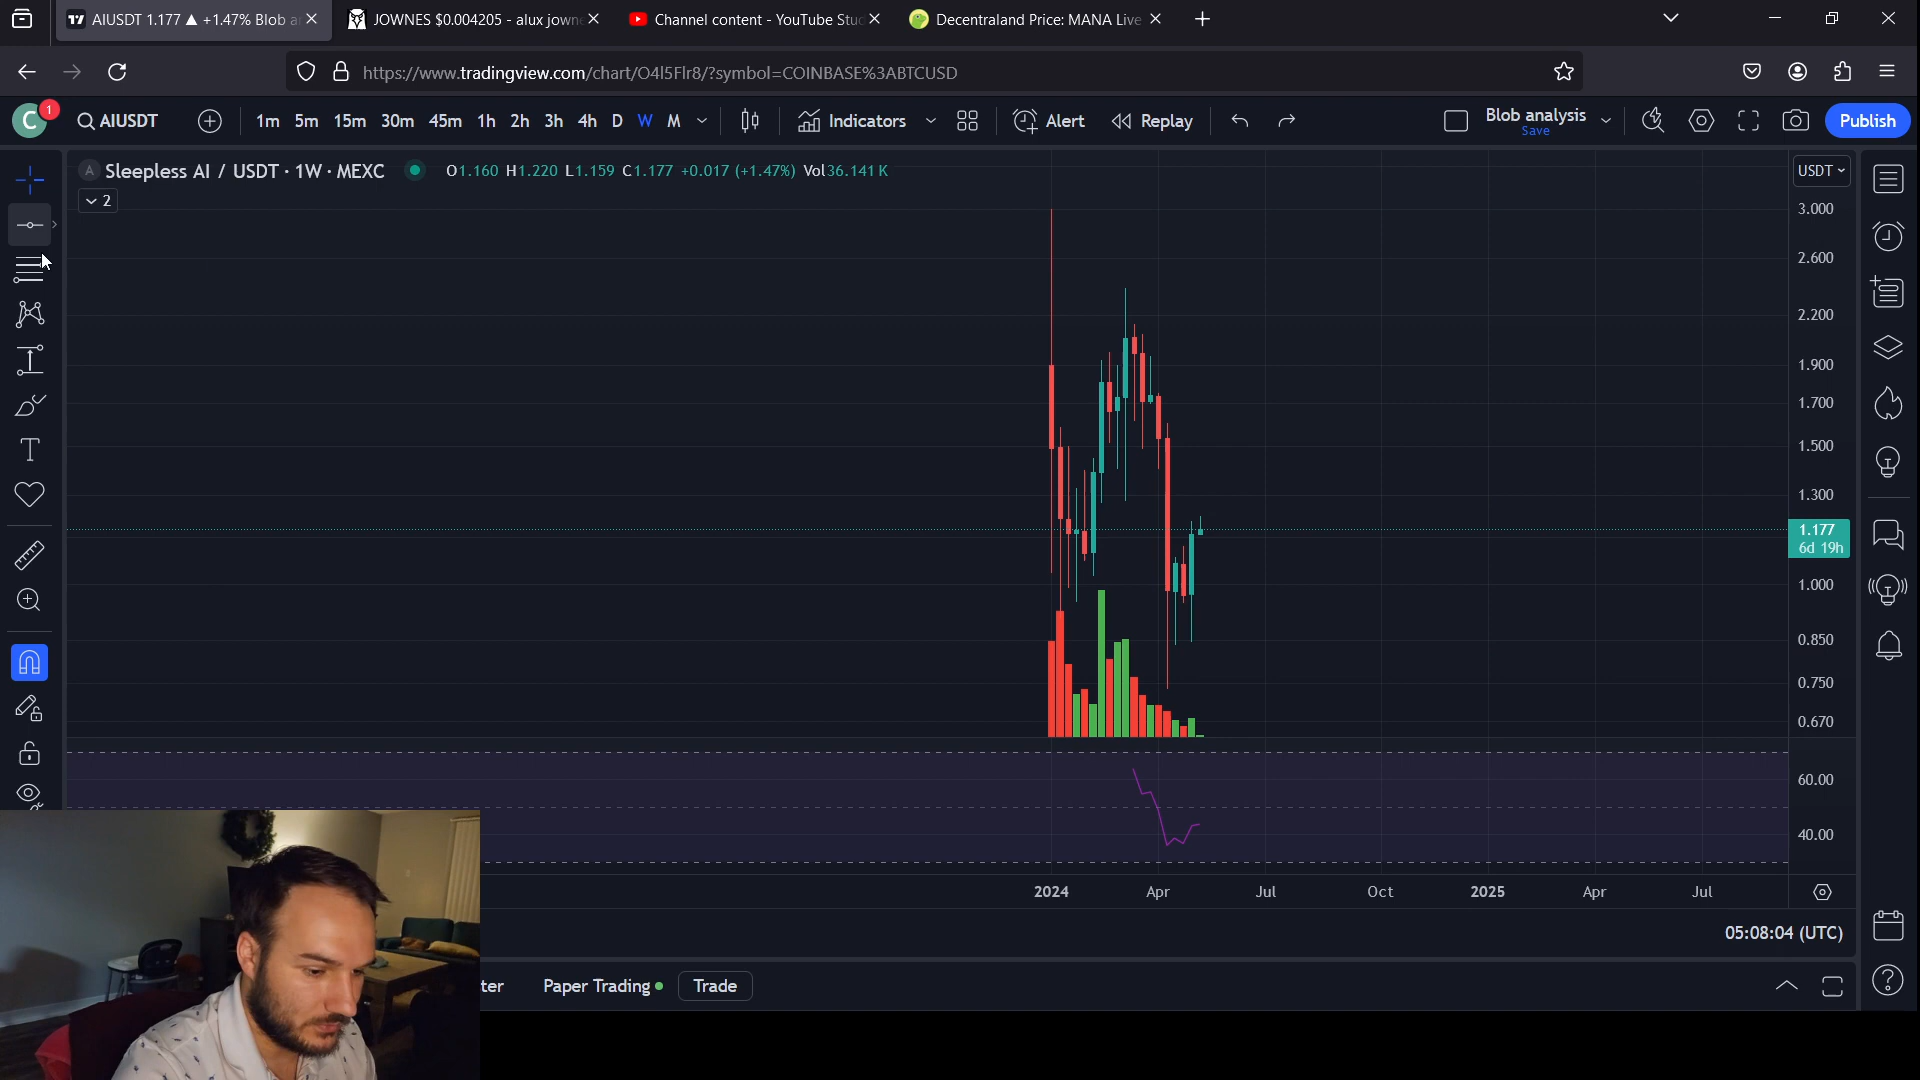 AIUSDT 1.177 ▲ +1.47% Blob a
JOWNES $0.004205 - alux jown
Channel content - YouTube Stu
Decentraland Price: MANA Live
https://www.tradingview.com/chart/O4l5Flr8/?symbol=COINBASE%3ABTCUSD
C 1 AIUSDT 1m 5m 15m 30m 45m 1h 2h 3h 4h D W M Indicators Alert Replay Blob analysis Publish
Save
A Sleepless AI / USDT · 1W · MEXC O1.160 H1.220 L1.159 C1.177 +0.017 (+1.47%) Vol36.141 K USDT
2
3.000
2.600
2.200
1.900
1.700
1.500
1.300
1.177
6d 19h
1.000
0.850
0.750
0.670
60.00
40.00
2024 Apr Jul Oct 2025 Apr Jul
05:08:04 (UTC)
ter Paper Trading Trade